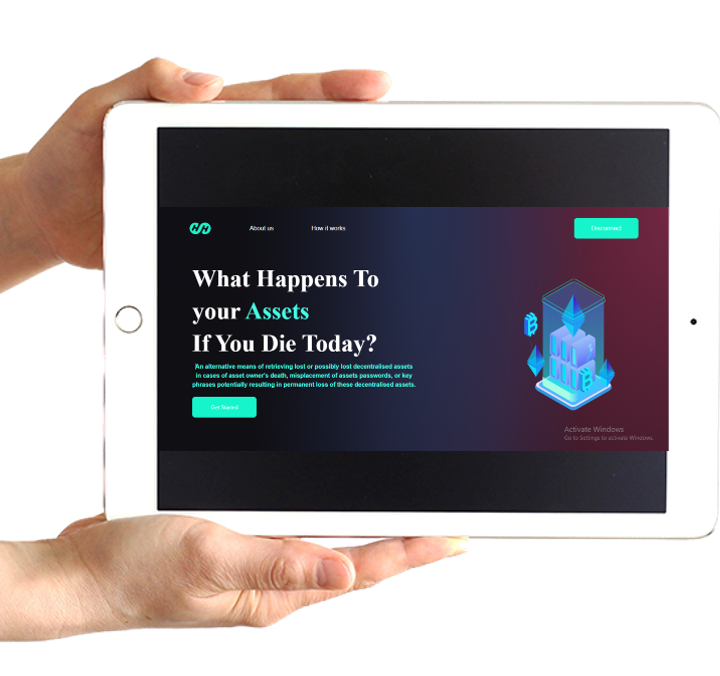 About us
How it works
Disconnect
What Happens To
your Assets
If You Die Today?
An alternative means of retrieving lost or possibly lost decentralised assets
in cases of asset owner's death, misplacement of assets passwords, or key
phrases potentially resulting in permanent loss of these decentralised assets.
Get Started
Activate Windows
Go to Settings to activate Windows.